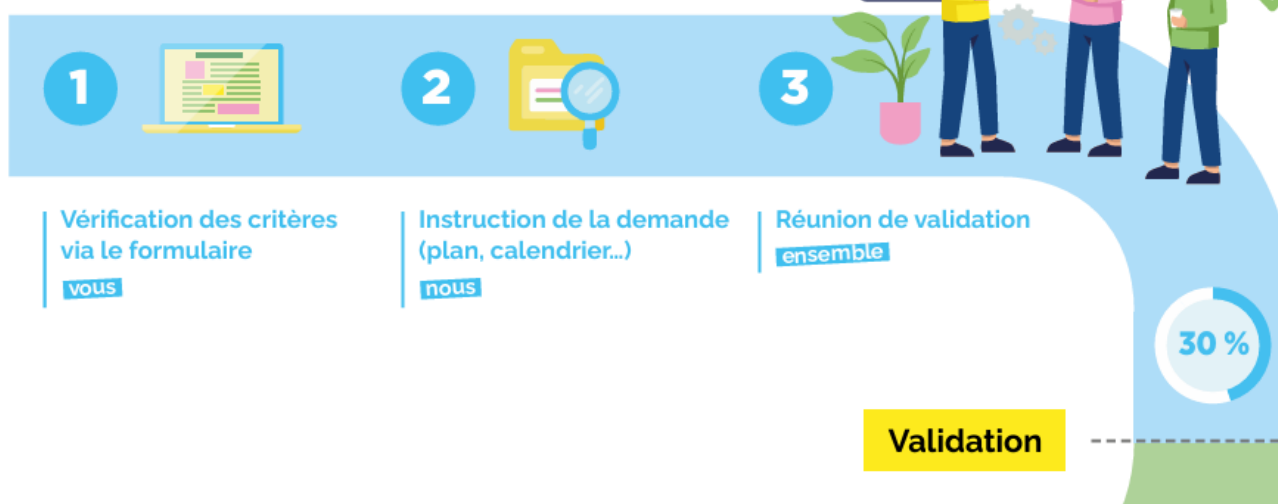 1
2
3
Vérification des critères
via le formulaire
vous
Instruction de la demande
(plan, calendrier...)
nous
Réunion de validation
ensemble
30 %
Validation